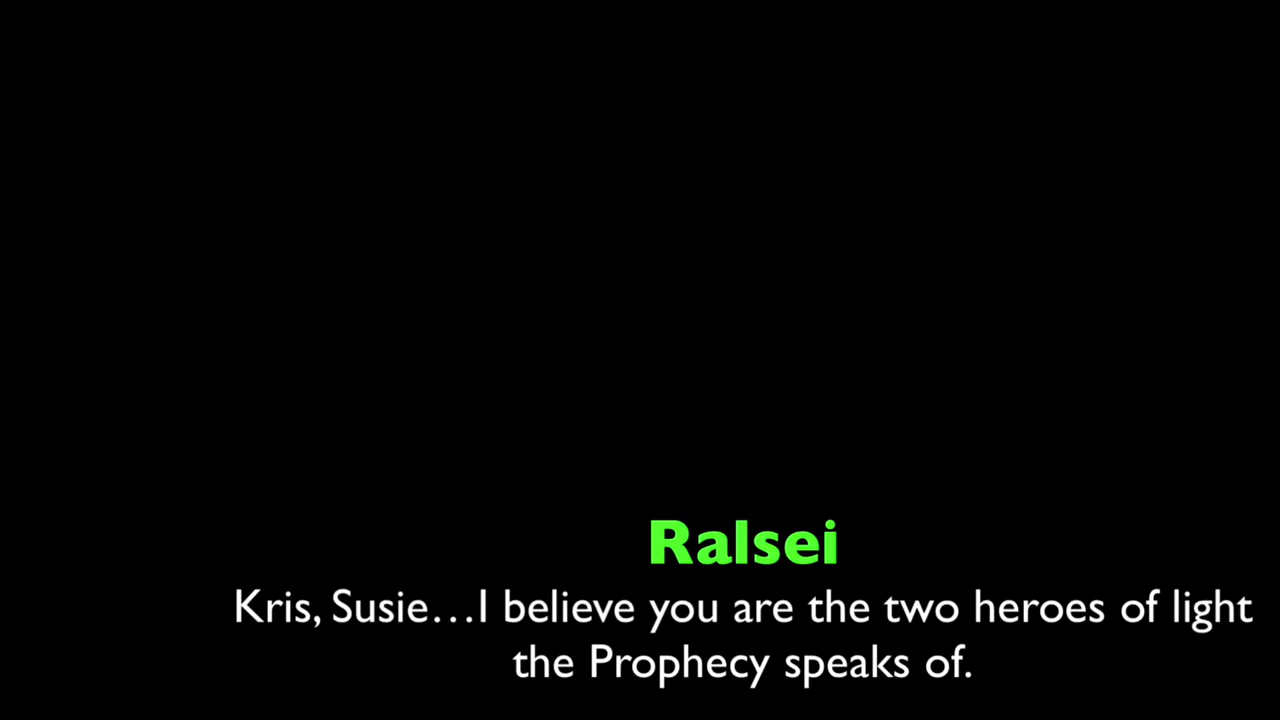 Ralsei
Kris, Susie…I believe you are the two heroes of light
the Prophecy speaks of.